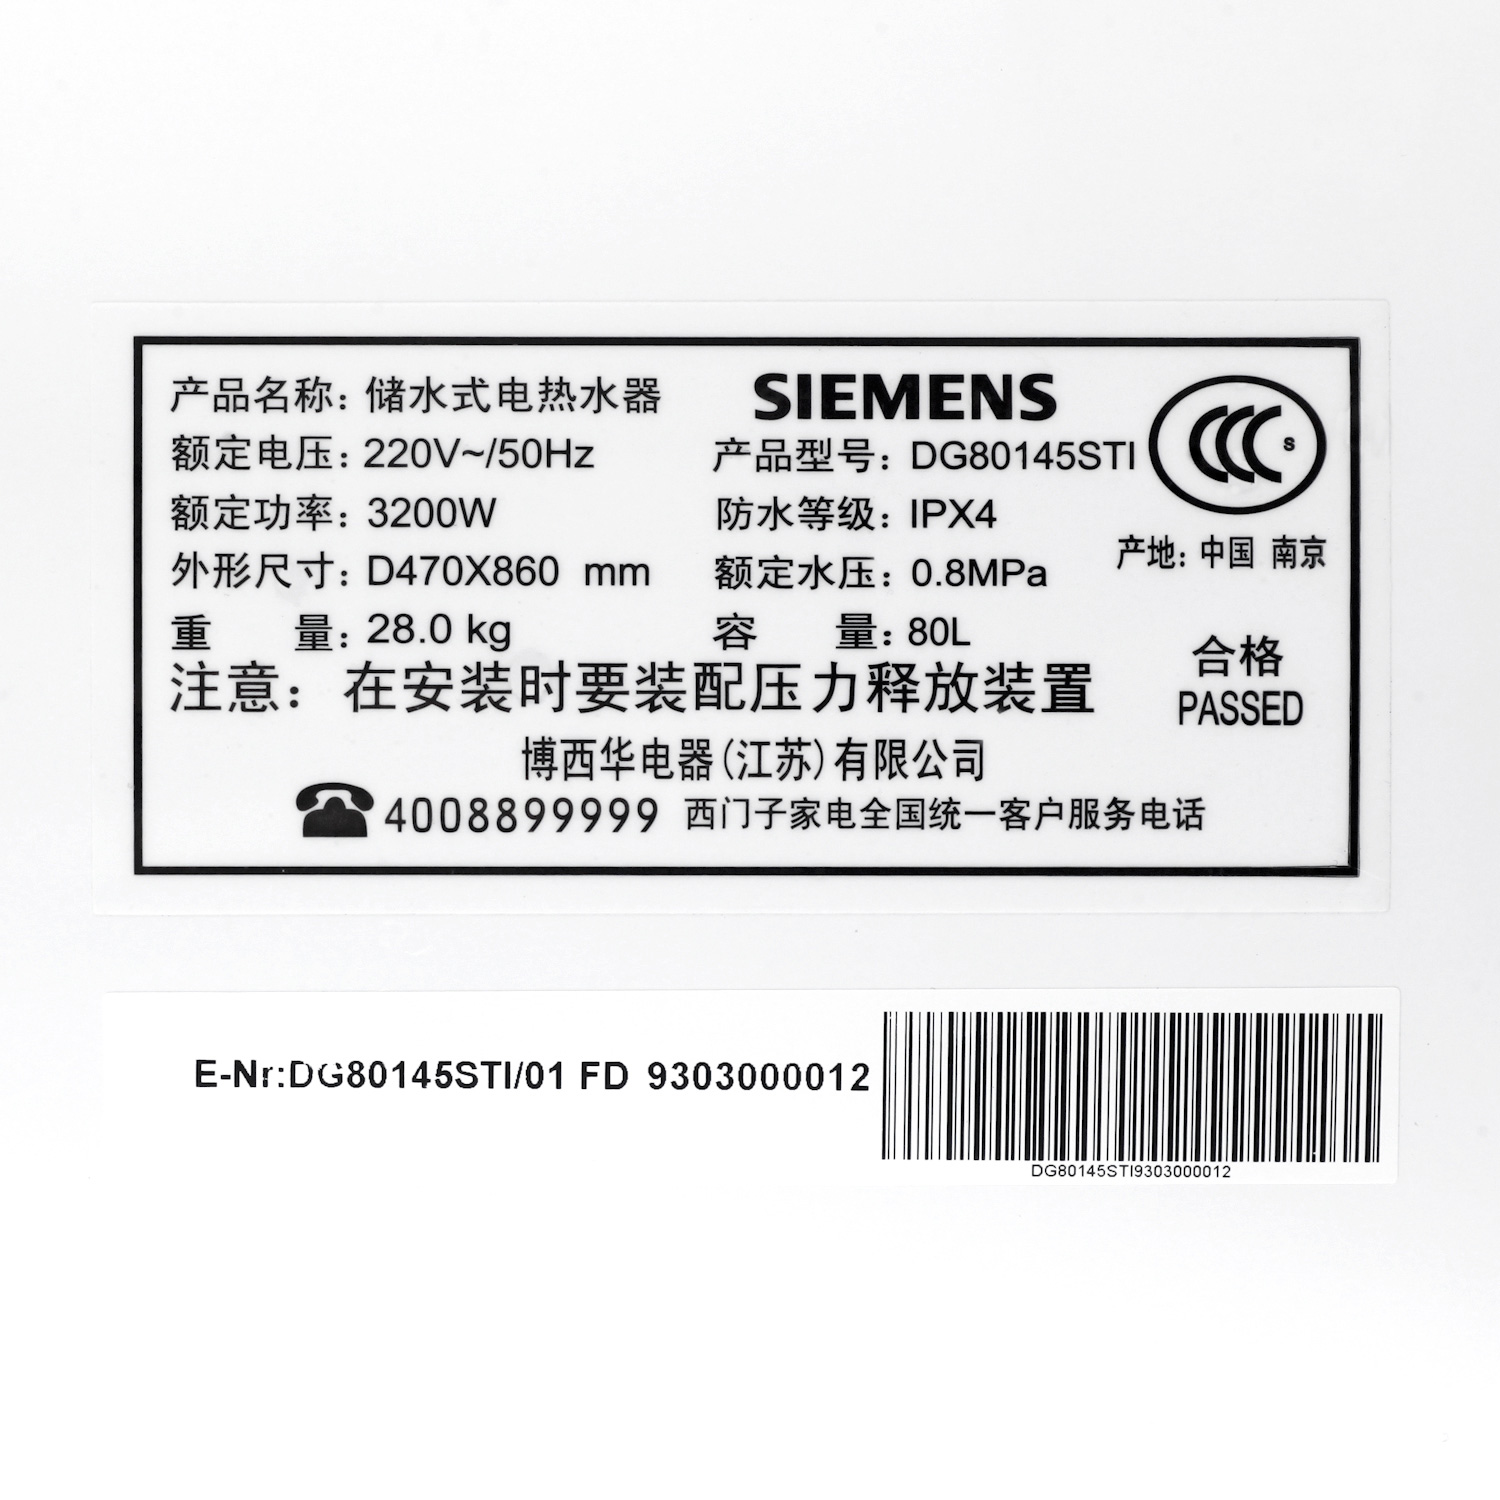 产品名称：储水式电热水器
SIEMENS
CCC S
额定电压：220V~/50Hz
产品型号：DG80145STI
额定功率：3200W
防水等级：IPX4
产地：中国 南京
外形尺寸：D470X860 mm
额定水压：0.8MPa
重 量：28.0 kg
容 量：80L
合格
PASSED
注意：在安装时要装配压力释放装置
博西华电器(江苏)有限公司
4008899999 西门子家电全国统一客户服务电话
E-Nr:DG80145STI/01 FD 9303000012
DG80145STI9303000012